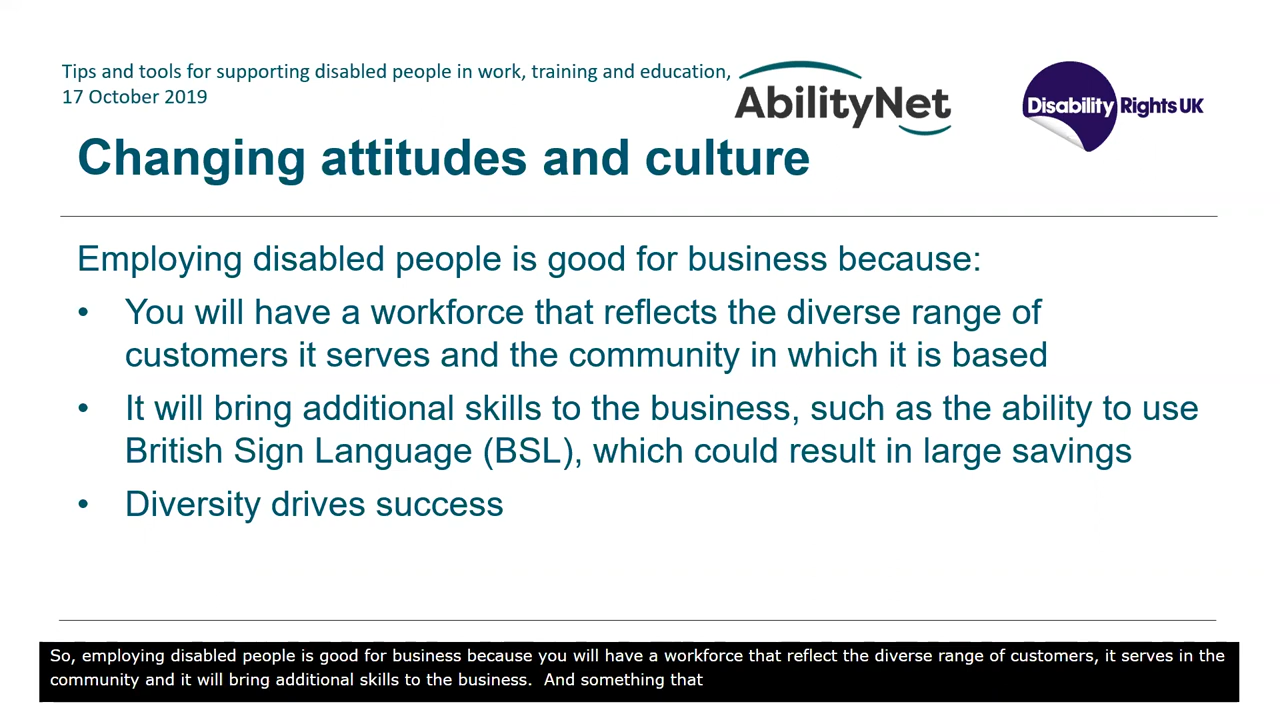 Tips and tools for supporting disabled people in work, training and education,
17 October 2019
AbilityNet
Disability Rights UK
Changing attitudes and culture
Employing disabled people is good for business because:
• You will have a workforce that reflects the diverse range of
customers it serves and the community in which it is based
• It will bring additional skills to the business, such as the ability to use
British Sign Language (BSL), which could result in large savings
• Diversity drives success
So, employing disabled people is good for business because you will have a workforce that reflect the diverse range of customers, it serves in the
community and it will bring additional skills to the business.  And something that